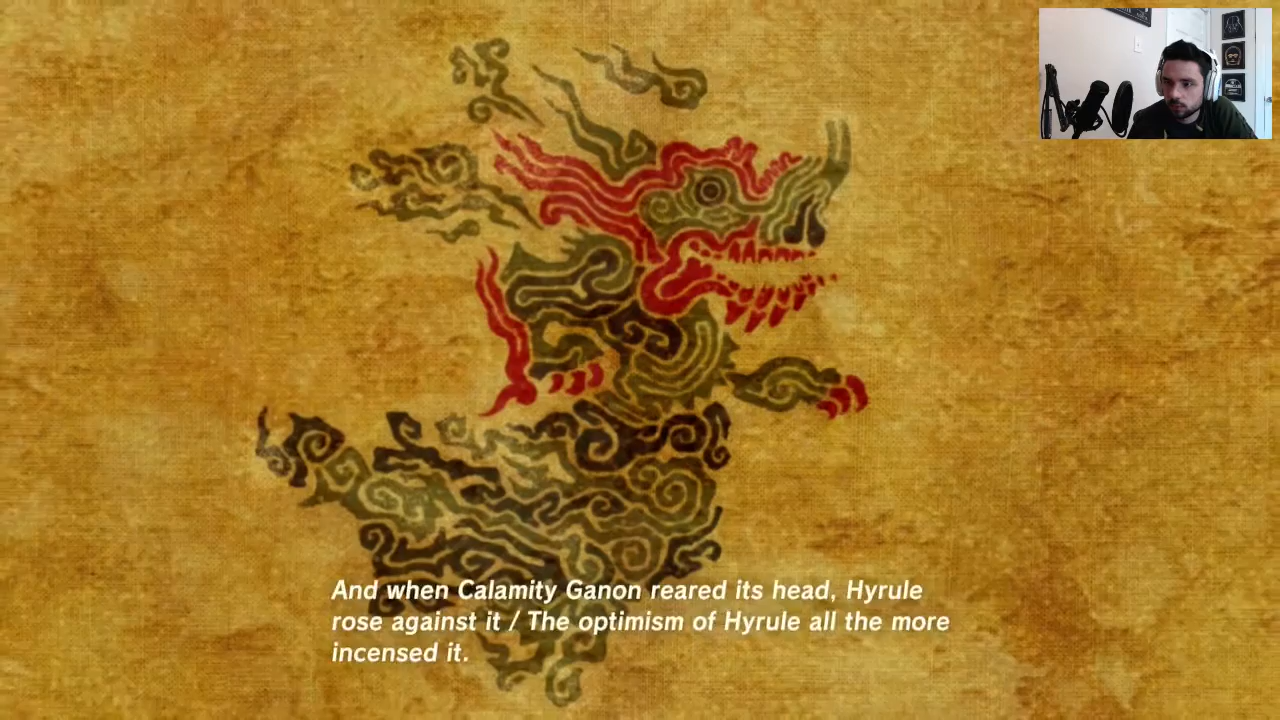 And when Calamity Ganon reared its head, Hyrule
rose against it / The optimism of Hyrule all the more
incensed it.